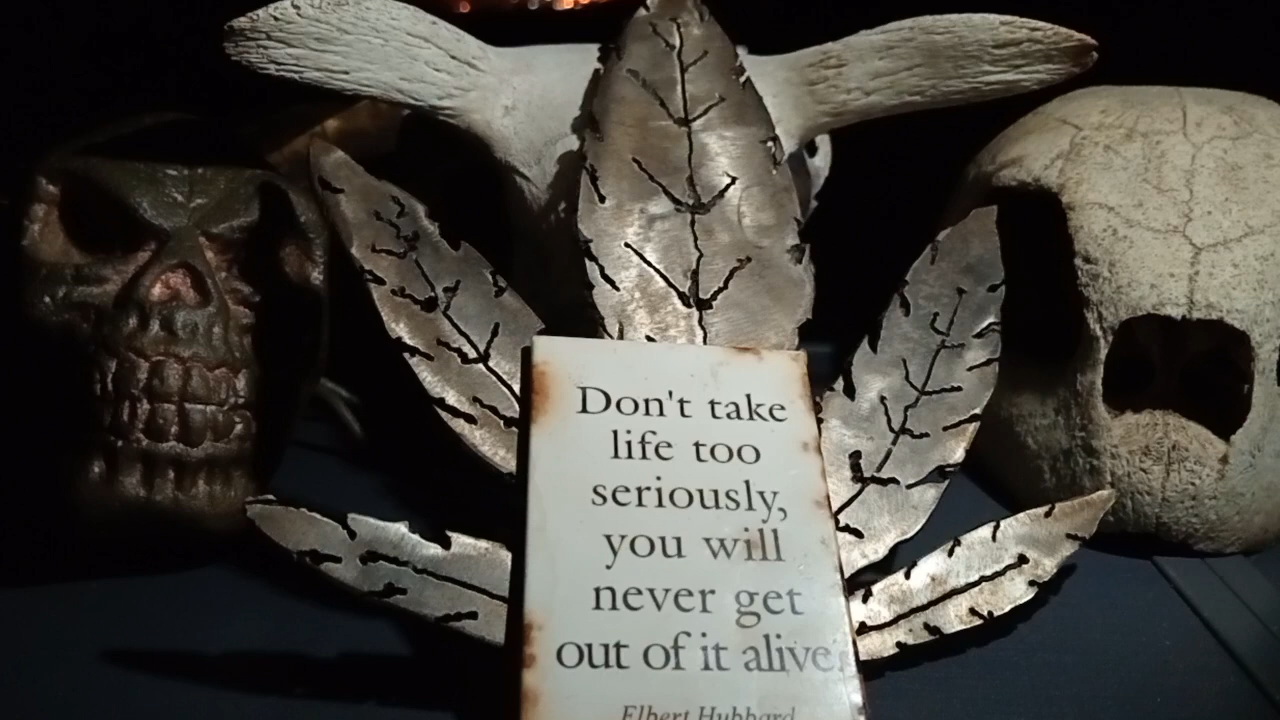 Don't take
life too
seriously,
you will
never get
out of it alive.
Elbert Hubbard